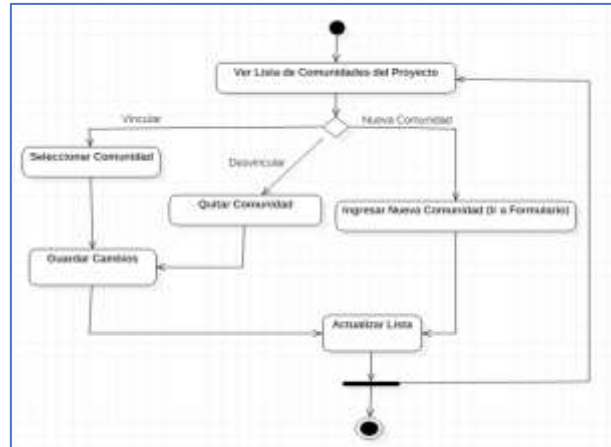 Ver Lista de Comunidades del Proyecto
Vincular
Nueva Comunidad
Seleccioner Comunidad
Desvincular
Quitar Comunidad
Ingresar Nueva Comunidad (Ir a Formulario)
Guardar Cambios
Actualizar Lista